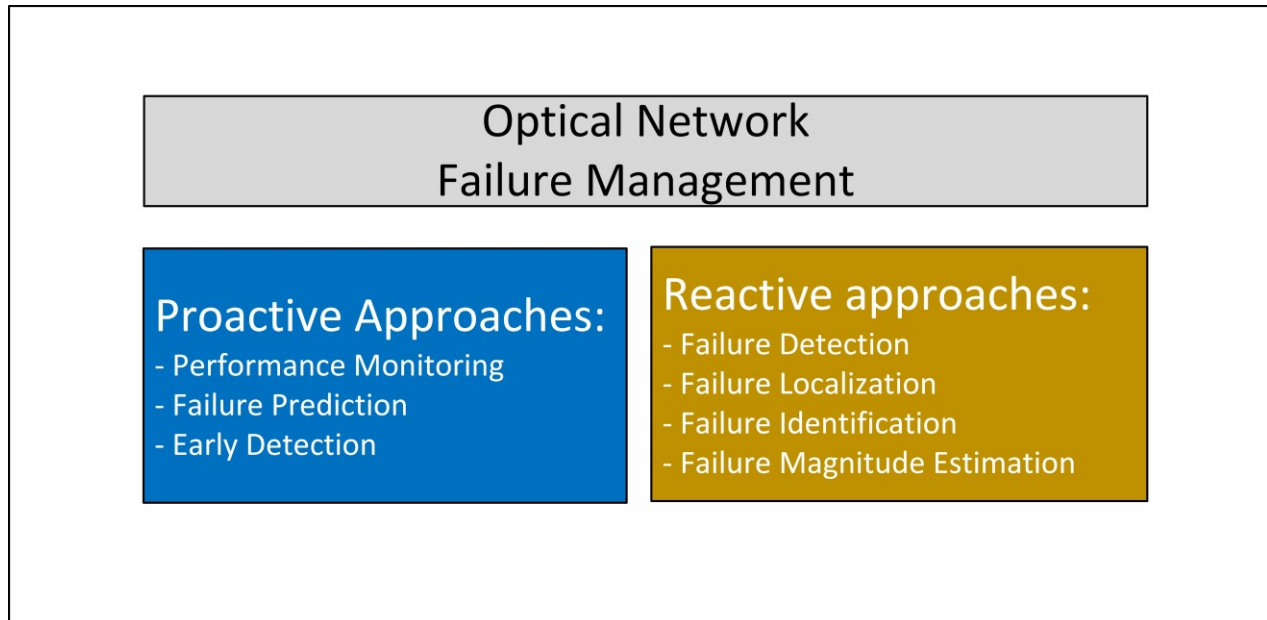 Optical Network
Failure Management
Proactive Approaches:
- Performance Monitoring
- Failure Prediction
- Early Detection
Reactive approaches:
- Failure Detection
- Failure Localization
- Failure Identification
- Failure Magnitude Estimation